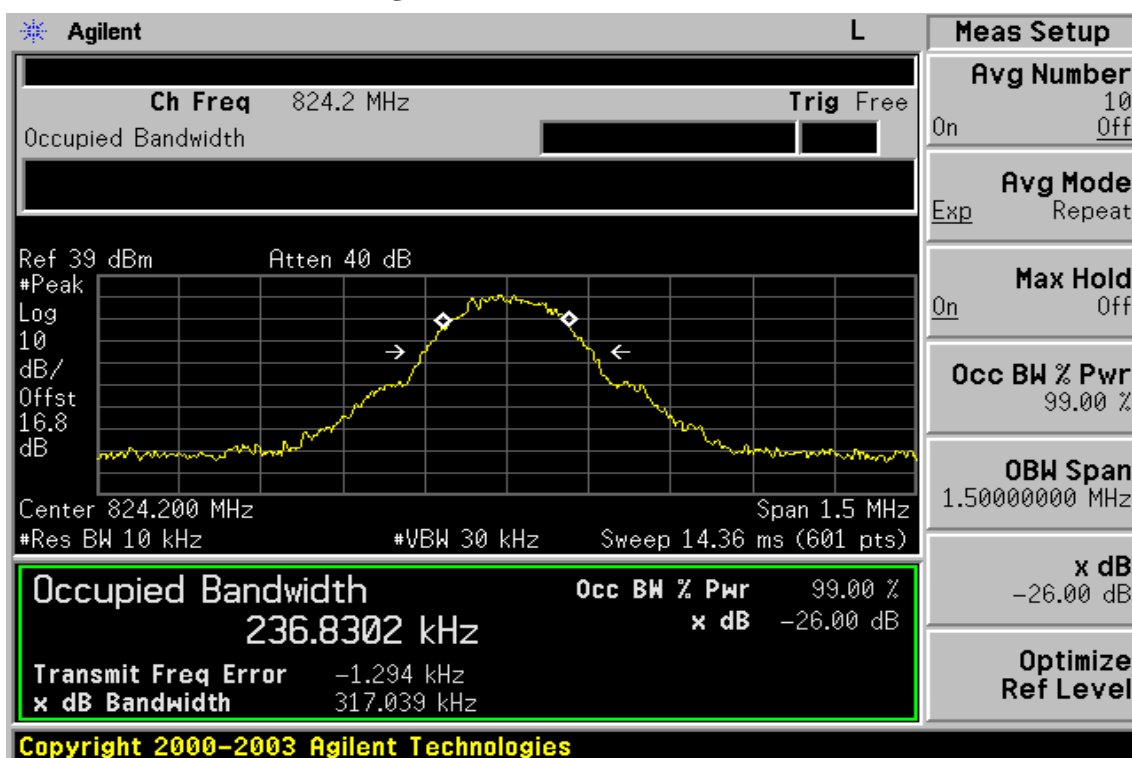 Agilent L
Meas Setup
Ch Freq 824.2 MHz Trig Free
Occupied Bandwidth
Avg Number
10
On Off
Avg Mode
Exp Repeat
Max Hold
On Off
Occ BW % Pwr
99.00 %
OBW Span
1.50000000 MHz
x dB
-26.00 dB
Optimize
Ref Level
Ref 39 dBm Atten 40 dB
#Peak
Log
10
dB/
Offst
16.8
dB
Center 824.200 MHz Span 1.5 MHz
#Res BW 10 kHz #VBW 30 kHz Sweep 14.36 ms (601 pts)
Occupied Bandwidth Occ BW % Pwr 99.00 %
236.8302 kHz x dB -26.00 dB
Transmit Freq Error -1.294 kHz
x dB Bandwidth 317.039 kHz
Copyright 2000-2003 Agilent Technologies